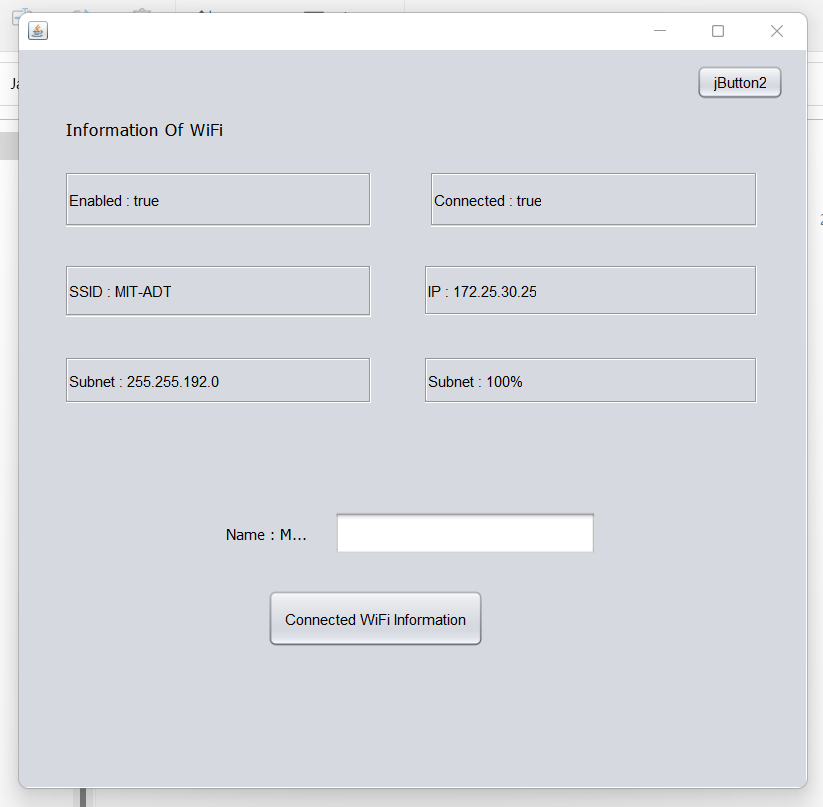 jButton2
Information Of WiFi
Enabled : true
Connected : true
SSID : MIT-ADT
IP : 172.25.30.25
Subnet : 255.255.192.0
Subnet : 100%
Name : M...
Connected WiFi Information